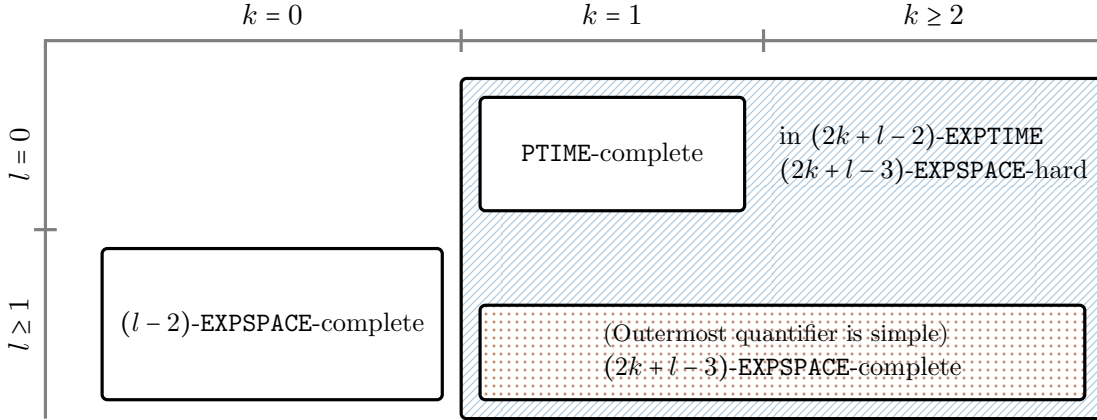 k = 0
k = 1
k ≥ 2
l = 0
PTIME-complete
in (2k + l − 2)-EXPTIME
(2k + l − 3)-EXPSPACE-hard
l ≥ 1
(l − 2)-EXPSPACE-complete
(Outermost quantifier is simple)
(2k + l − 3)-EXPSPACE-complete